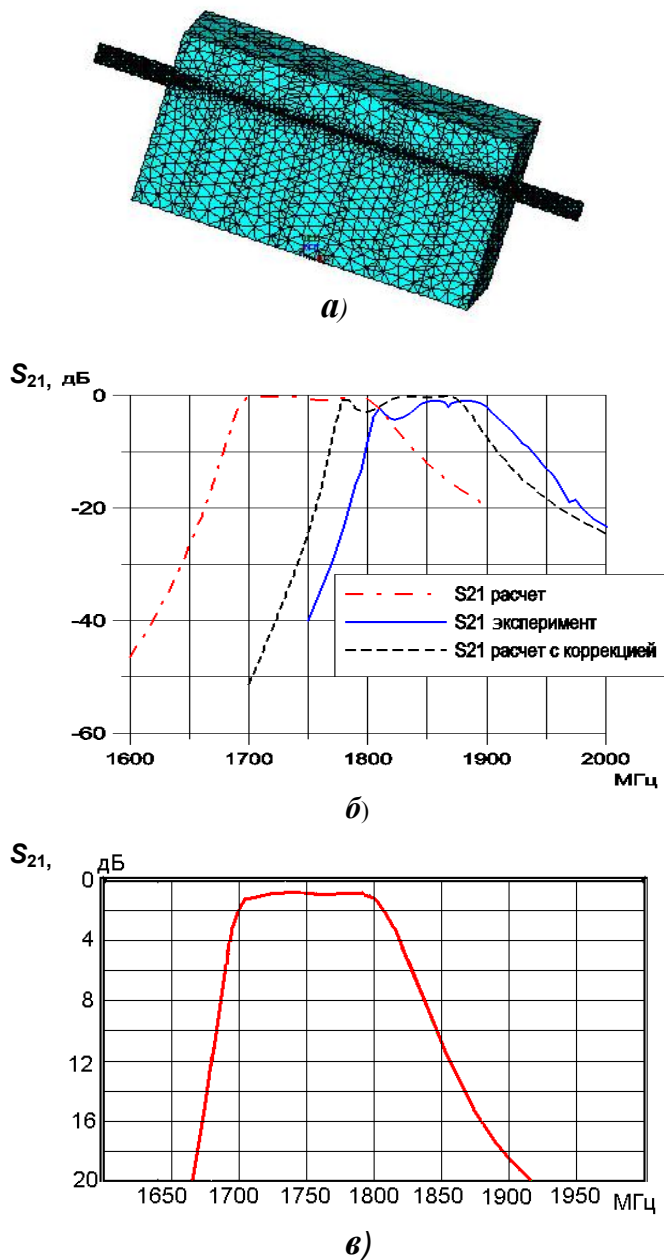 а)
S21, дБ
0
-20
-40
-60
S21 расчет
S21 эксперимент
S21 расчет с коррекцией
1600 1700 1800 1900 2000
МГц
б)
S21, дБ
0
4
8
12
16
20
1650 1700 1750 1800 1850 1900 1950 МГц
в)